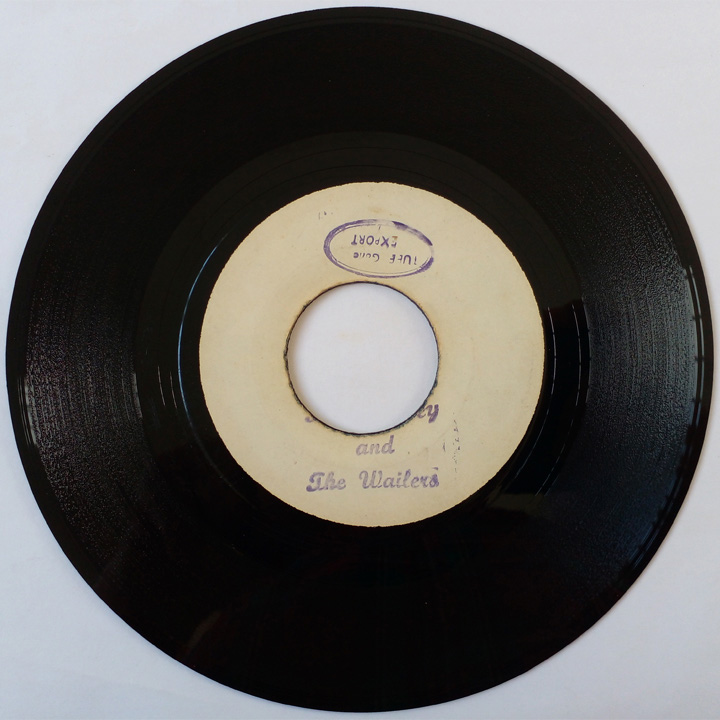 TUFF Gong
EXPORT
and
The Wailers